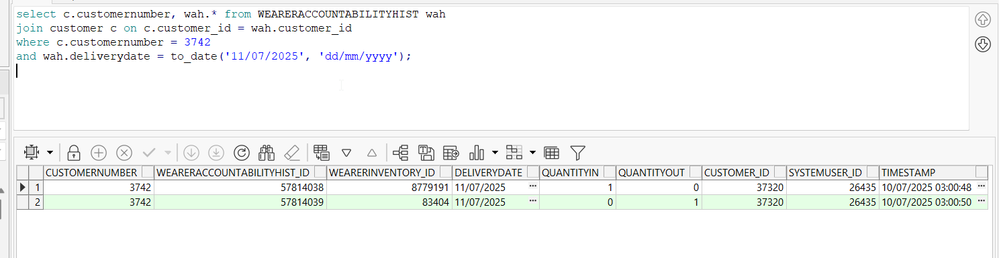 select c.customernumber, wah.* from WEARERACCOUNTABILITYHIST wah
join customer c on c.customer_id = wah.customer_id
where c.customernumber = 3742
and wah.deliverydate = to_date('11/07/2025', 'dd/mm/yyyy');
CUSTOMERNUMBER WEARERACCOUNTABILITYHIST_ID WEARERINVENTORY_ID DELIVERYDATE QUANTITYIN QUANTITYOUT CUSTOMER_ID SYSTEMUSER_ID TIMESTAMP
1 3742 57814038 8779191 11/07/2025 ... 1 0 37320 26435 10/07/2025 03:00:48 ...
2 3742 57814039 83404 11/07/2025 ... 0 1 37320 26435 10/07/2025 03:00:50 ...